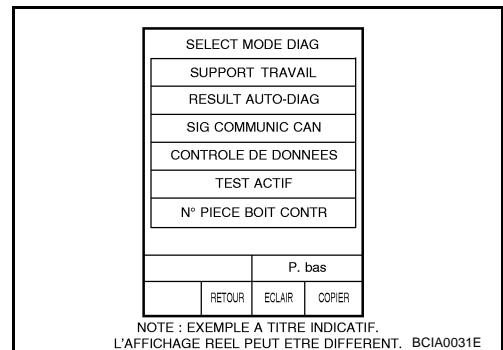 SELECT MODE DIAG
SUPPORT TRAVAIL
RESULT AUTO-DIAG
SIG COMMUNIC CAN
CONTROLE DE DONNEES
TEST ACTIF
N° PIECE BOIT CONTR
P. bas
RETOUR ECLAIR COPIER
NOTE : EXEMPLE A TITRE INDICATIF.
L'AFFICHAGE REEL PEUT ETRE DIFFERENT. BCIA0031E